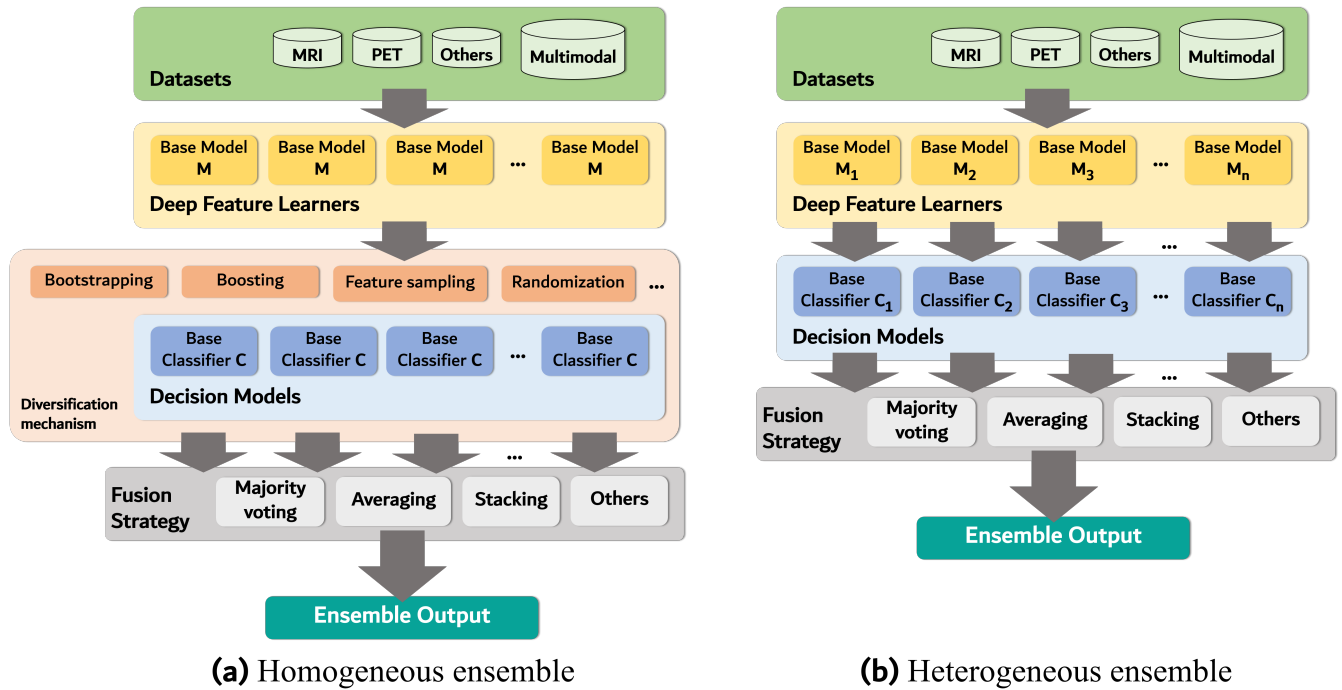 MRI
PET
Others
Multimodal
Datasets
Base Model
M
Base Model
M
Base Model
M
...
Base Model
M
Deep Feature Learners
Bootstrapping
Boosting
Feature sampling
Randomization
...
Base
Classifier C
Base
Classifier C
Base
Classifier C
...
Base
Classifier C
Decision Models
Diversification
mechanism
...
Fusion
Strategy
Majority
voting
Averaging
Stacking
Others
Ensemble Output
(a) Homogeneous ensemble
MRI
PET
Others
Multimodal
Datasets
Base Model
M1
Base Model
M2
Base Model
M3
...
Base Model
Mn
Deep Feature Learners
...
Base
Classifier C1
Base
Classifier C2
Base
Classifier C3
...
Base
Classifier Cn
Decision Models
...
Fusion
Strategy
Majority
voting
Averaging
Stacking
Others
Ensemble Output
(b) Heterogeneous ensemble